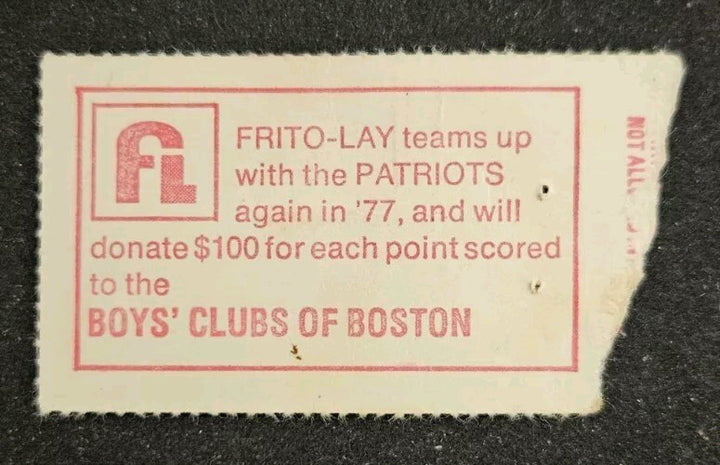 FL
FRITO-LAY teams up
with the PATRIOTS
again in '77, and will
donate $100 for each point scored
to the
BOYS' CLUBS OF BOSTON
NOT